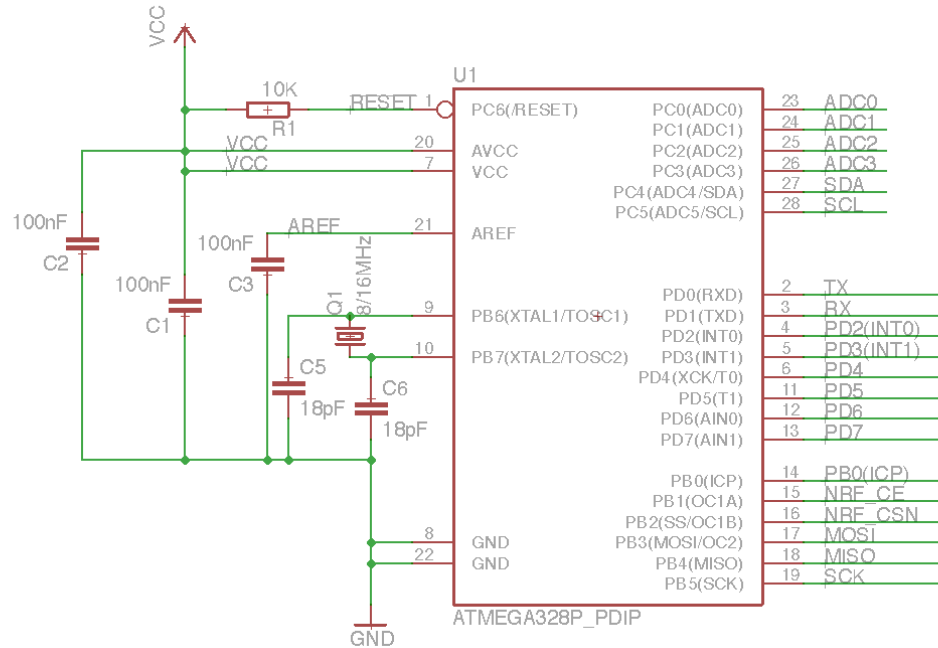 VCC
U1
10K
R1
RESET 1
PC6(/RESET)
VCC
20
AVCC
VCC
7
VCC
100nF
C2
AREF
21
AREF
100nF
C3
100nF
C1
Q1
8/16MHz
9
PB6(XTAL1/TOSC1)
10
PB7(XTAL2/TOSC2)
C5
18pF
C6
18pF
8
GND
22
GND
GND
PC0(ADC0) 23 ADC0
PC1(ADC1) 24 ADC1
PC2(ADC2) 25 ADC2
PC3(ADC3) 26 ADC3
PC4(ADC4/SDA) 27 SDA
PC5(ADC5/SCL) 28 SCL
PD0(RXD) 2 TX
PD1(TXD) 3 RX
PD2(INT0) 4 PD2(INT0)
PD3(INT1) 5 PD3(INT1)
PD4(XCK/T0) 6 PD4
PD5(T1) 11 PD5
PD6(AIN0) 12 PD6
PD7(AIN1) 13 PD7
PB0(ICP) 14 PB0(ICP)
PB1(OC1A) 15 NRF_CE
PB2(SS/OC1B) 16 NRF_CSN
PB3(MOSI/OC2) 17 MOSI
PB4(MISO) 18 MISO
PB5(SCK) 19 SCK
ATMEGA328P_PDIP